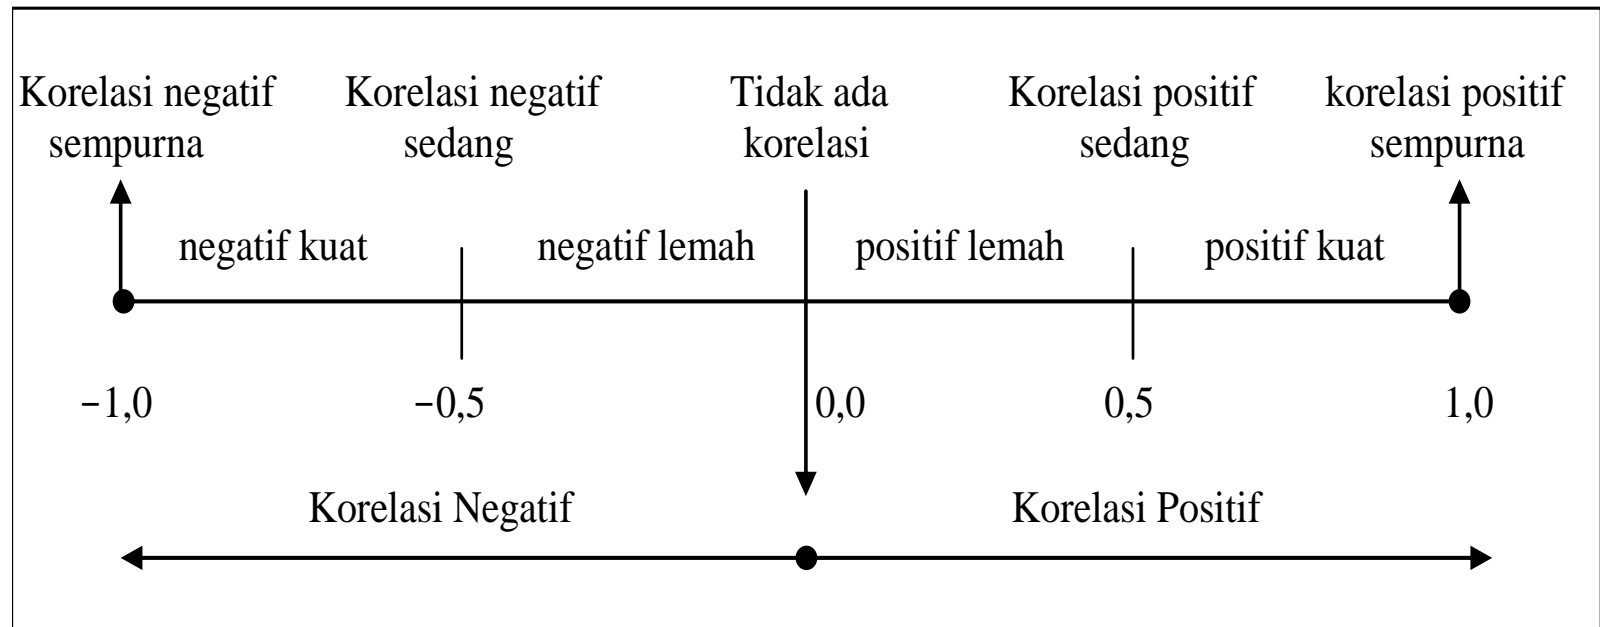 Korelasi negatif
sempurna
Korelasi negatif
sedang
Tidak ada
korelasi
Korelasi positif
sedang
korelasi positif
sempurna
negatif kuat
negatif lemah
positif lemah
positif kuat
−1,0
−0,5
0,0
0,5
1,0
Korelasi Negatif
Korelasi Positif